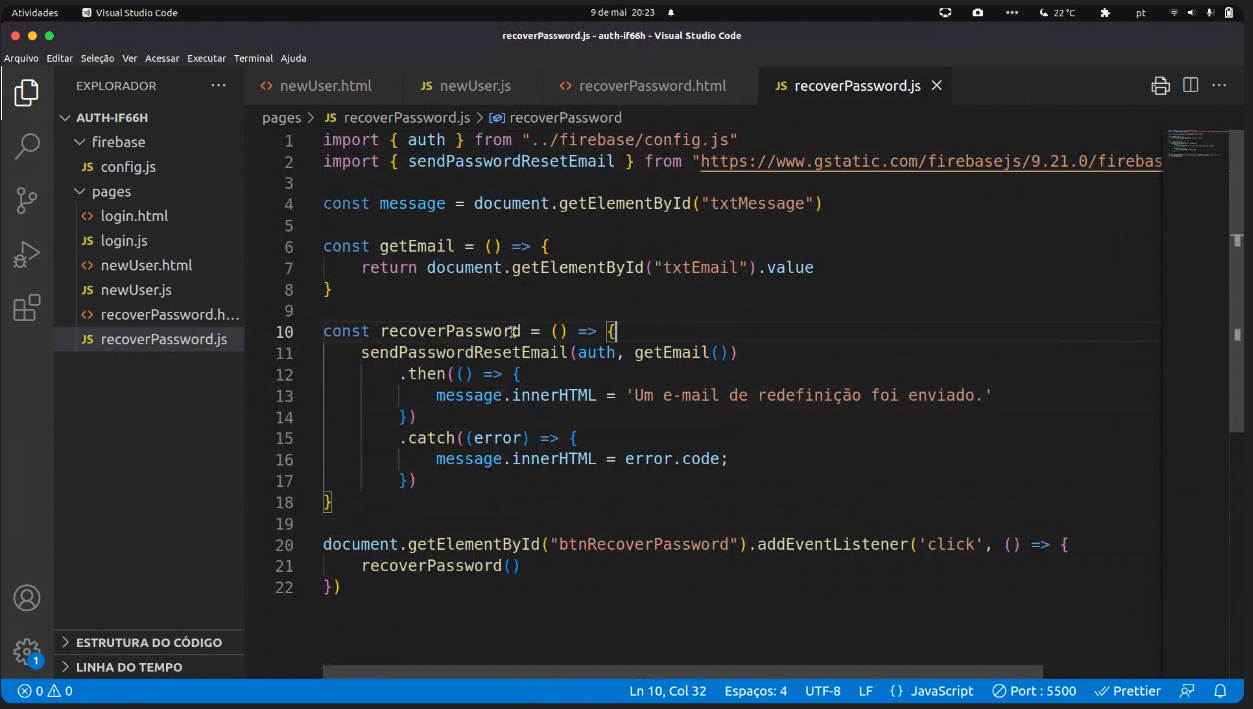 Atividades
Visual Studio Code
9 de mai 20:23
22 °C
pt
recoverPassword.js - auth-if66h - Visual Studio Code
Arquivo Editar Seleção Ver Acessar Executar Terminal Ajuda
EXPLORADOR
newUser.html
JS newUser.js
recoverPassword.html
JS recoverPassword.js
pages > JS recoverPassword.js > recoverPassword
AUTH-IF66H
firebase
JS config.js
pages
login.html
JS login.js
newUser.html
JS newUser.js
recoverPassword.h...
JS recoverPassword.js
1 import { auth } from "../firebase/config.js"
2 import { sendPasswordResetEmail } from "https://www.gstatic.com/firebasejs/9.21.0/firebas
3
4 const message = document.getElementById("txtMessage")
5
6 const getEmail = () => {
7 return document.getElementById("txtEmail").value
8 }
9
10 const recoverPassword = () => {
11 sendPasswordResetEmail(auth, getEmail())
12 .then(() => {
13 message.innerHTML = 'Um e-mail de redefinição foi enviado.'
14 })
15 .catch((error) => {
16 message.innerHTML = error.code;
17 })
18 }
19
20 document.getElementById("btnRecoverPassword").addEventListener('click', () => {
21 recoverPassword()
22 })
ESTRUTURA DO CÓDIGO
LINHA DO TEMPO
1
0 0
Ln 10, Col 32
Espaços: 4
UTF-8
LF
{ } JavaScript
Port : 5500
Prettier